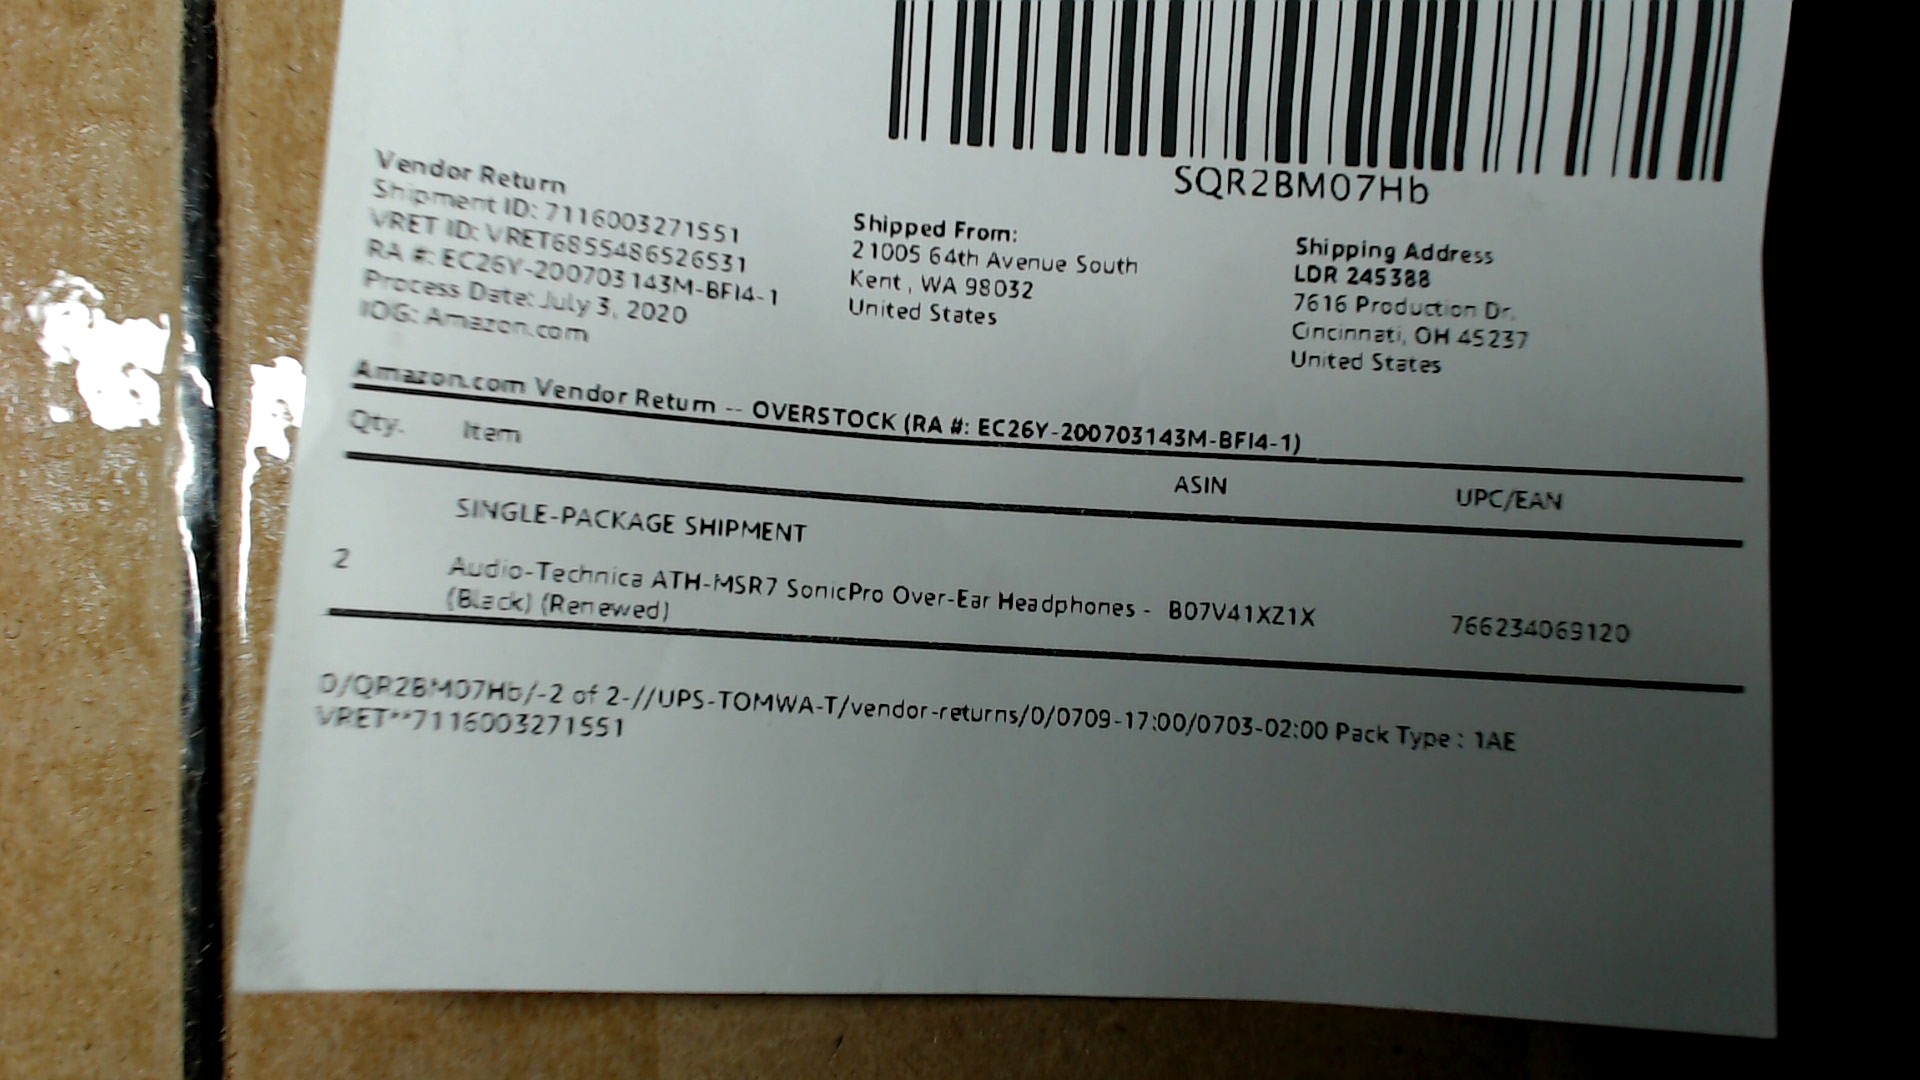 SQR2BM07Hb
Vendor Return
Shipment ID: 7116003271551
VRET ID: VRET6855486526531
RA #: EC26Y-200703143M-BFI4-1
Process Date: July 3, 2020
IOG: Amazon.com
Shipped From:
21005 64th Avenue South
Kent , WA 98032
United States
Shipping Address
LDR 245388
7616 Production Dr.
Cincinnati, OH 45237
United States
Amazon.com Vendor Return -- OVERSTOCK (RA #: EC26Y-200703143M-BFI4-1)
Qty. Item ASIN UPC/EAN
SINGLE-PACKAGE SHIPMENT
2 Audio-Technica ATH-MSR7 SonicPro Over-Ear Headphones - B07V41XZ1X 766234069120
(Black) (Renewed)
0/QR2BM07Hb/-2 of 2-//UPS-TOMWA-T/vendor-returns/0/0709-17:00/0703-02:00 Pack Type : 1AE
VRET**7116003271551